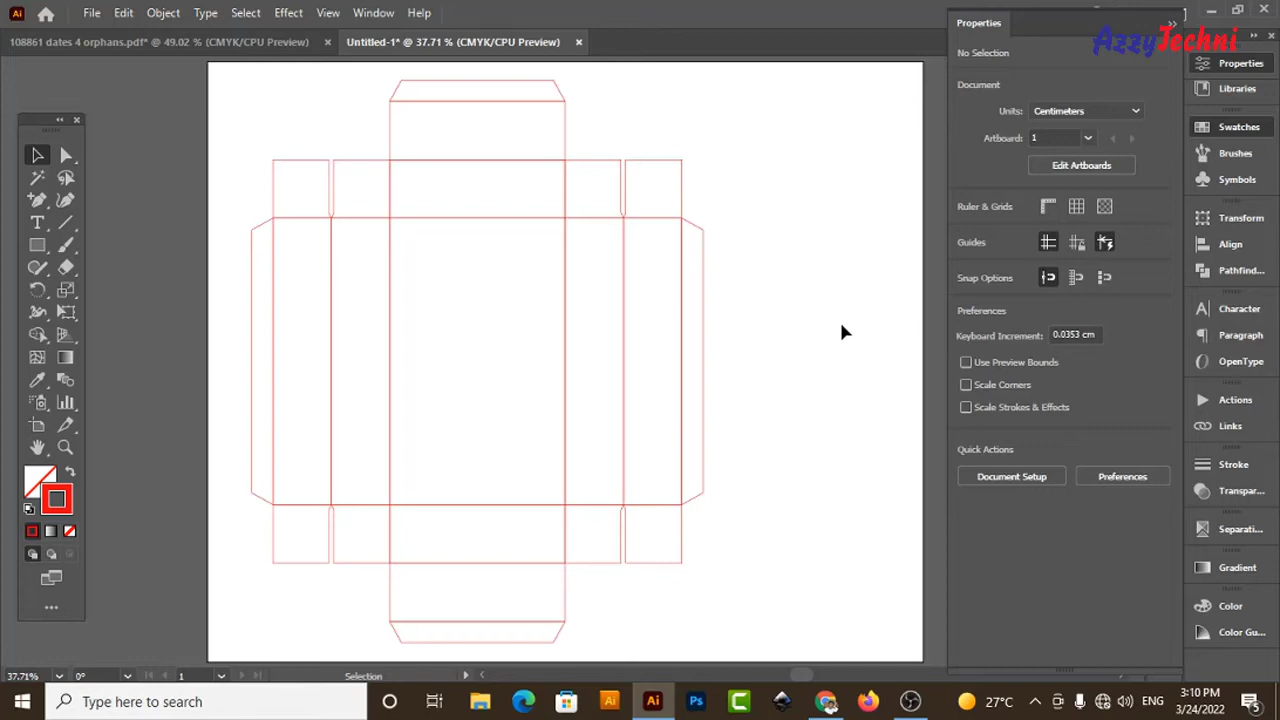 Ai File Edit Object Type Select Effect View Window Help
AzzyTechni
108861 dates 4 orphans.pdf* @ 49.02 % (CMYK/CPU Preview) ×
Untitled-1* @ 37.71 % (CMYK/CPU Preview) ×
Properties
No Selection
Document
Units: Centimeters
Artboard: 1
Edit Artboards
Ruler & Grids
Guides
Snap Options
Preferences
Keyboard Increment: 0.0353 cm
Use Preview Bounds
Scale Corners
Scale Strokes & Effects
Quick Actions
Document Setup
Preferences
Properties
Libraries
Swatches
Brushes
Symbols
Transform
Align
Pathfind...
Character
Paragraph
OpenType
Actions
Links
Stroke
Transpar...
Separati...
Gradient
Color
Color Gu...
37.71% 0° 1 Selection
Type here to search
Ai Ps 27°C ENG
3:10 PM
3/24/2022
5